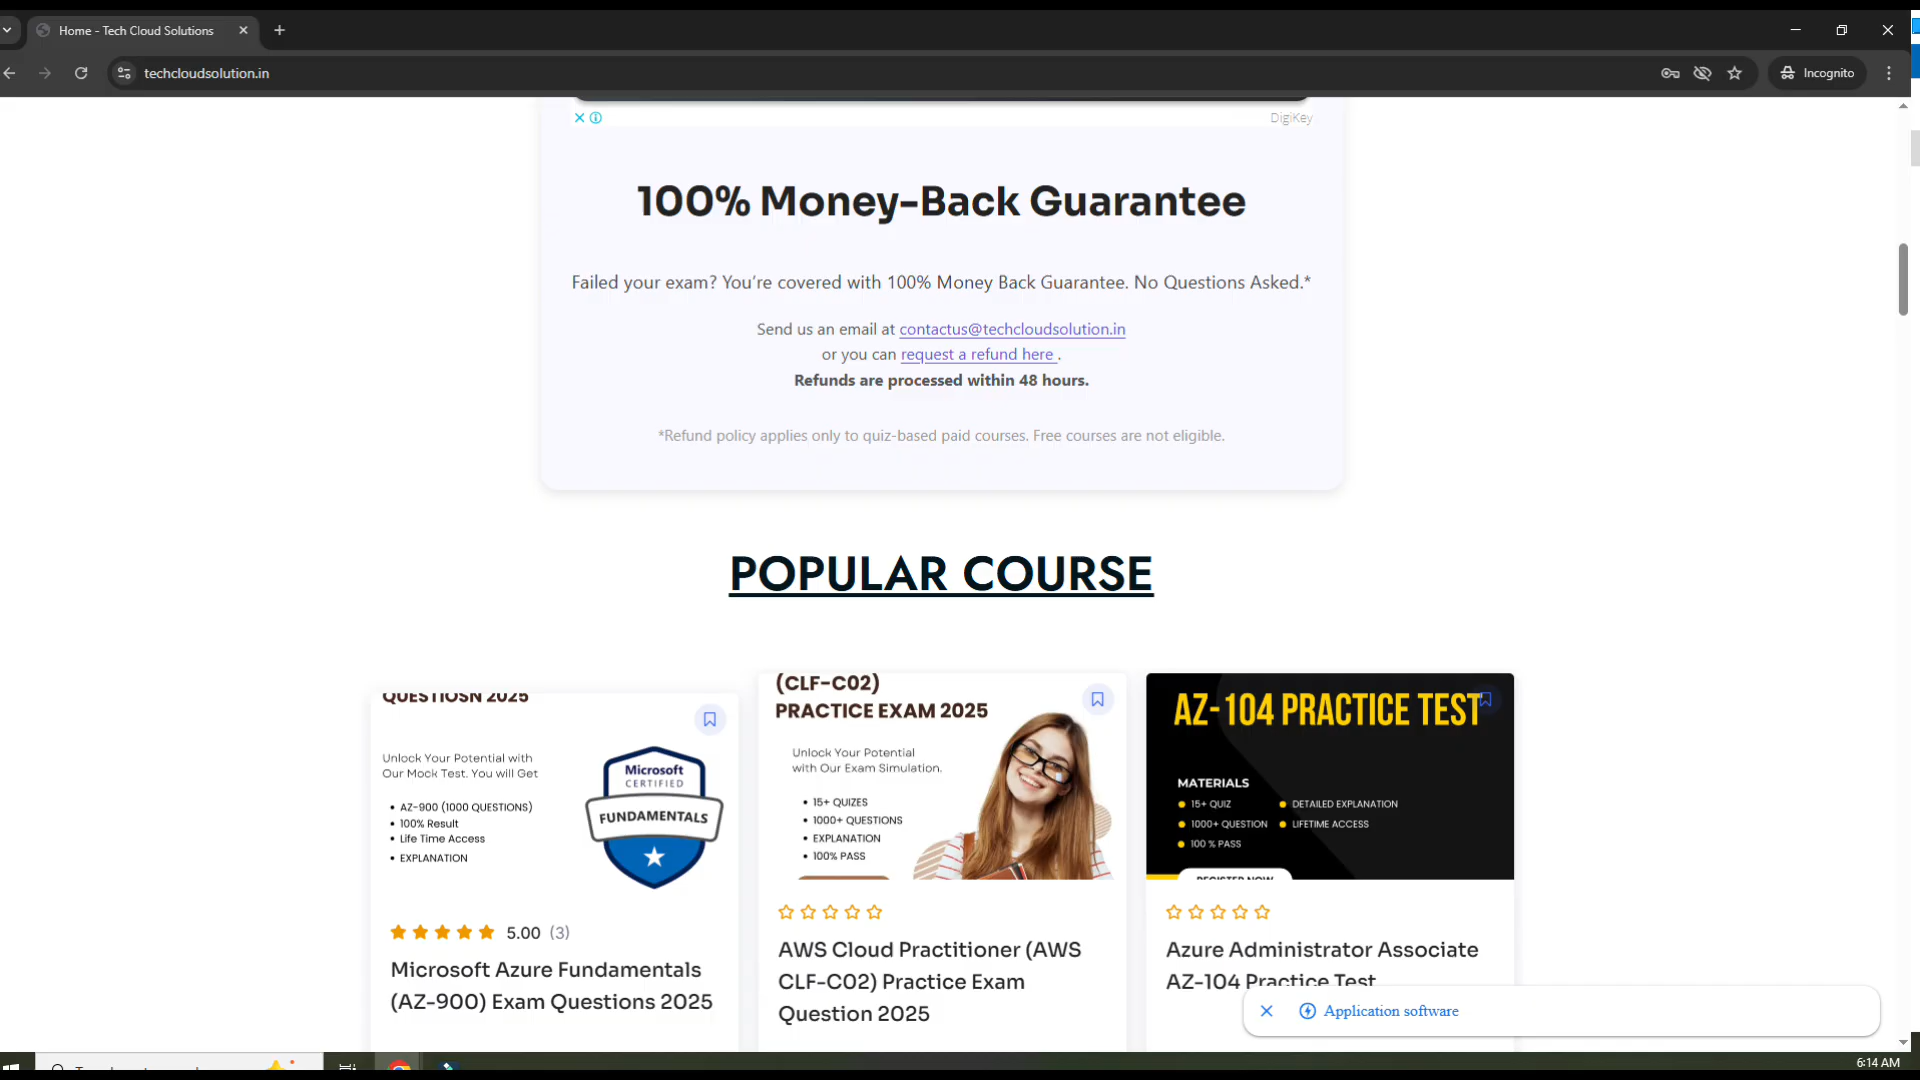 Home - Tech Cloud Solutions
techcloudsolution.in
Incognito
DigiKey
100% Money-Back Guarantee
Failed your exam? You're covered with 100% Money Back Guarantee. No Questions Asked.*
Send us an email at contactus@techcloudsolution.in
or you can request a refund here .
Refunds are processed within 48 hours.
*Refund policy applies only to quiz-based paid courses. Free courses are not eligible.
POPULAR COURSE
QUESTIOSN 2025
Unlock Your Potential with
Our Mock Test. You will Get
• AZ-900 (1000 QUESTIONS)
• 100% Result
• Life Time Access
• EXPLANATION
Microsoft
CERTIFIED
FUNDAMENTALS
5.00 (3)
Microsoft Azure Fundamentals
(AZ-900) Exam Questions 2025
(CLF-C02)
PRACTICE EXAM 2025
Unlock Your Potential
with Our Exam Simulation.
• 15+ QUIZES
• 1000+ QUESTIONS
• EXPLANATION
• 100% PASS
AWS Cloud Practitioner (AWS
CLF-C02) Practice Exam
Question 2025
AZ-104 PRACTICE TEST
MATERIALS
15+ QUIZ
DETAILED EXPLANATION
1000+ QUESTION
LIFETIME ACCESS
100 % PASS
REGISTER NOW
Azure Administrator Associate
AZ-104 Practice Test
Application software
6:14 AM